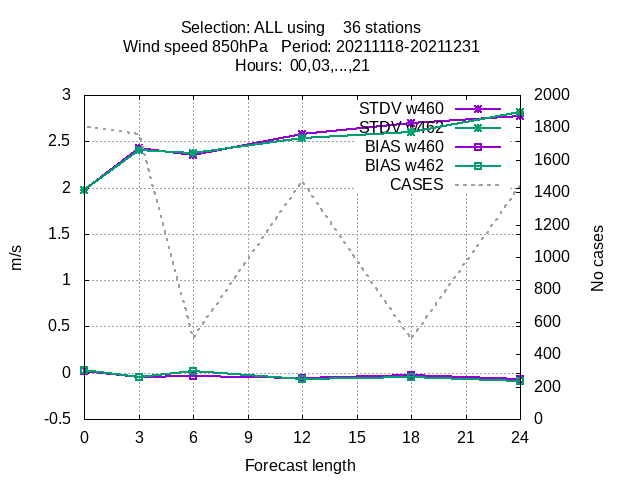 Selection: ALL using    36 stations
Wind speed 850hPa   Period: 20211118-20211231
Hours:  00,03,...,21
3
2.5
2
1.5
1
0.5
0
-0.5
m/s
STDV w460
STDV w462
BIAS w460
BIAS w462
CASES
2000
1800
1600
1400
1200
1000
800
600
400
200
0
No cases
0 3 6 9 12 15 18 21 24
Forecast length